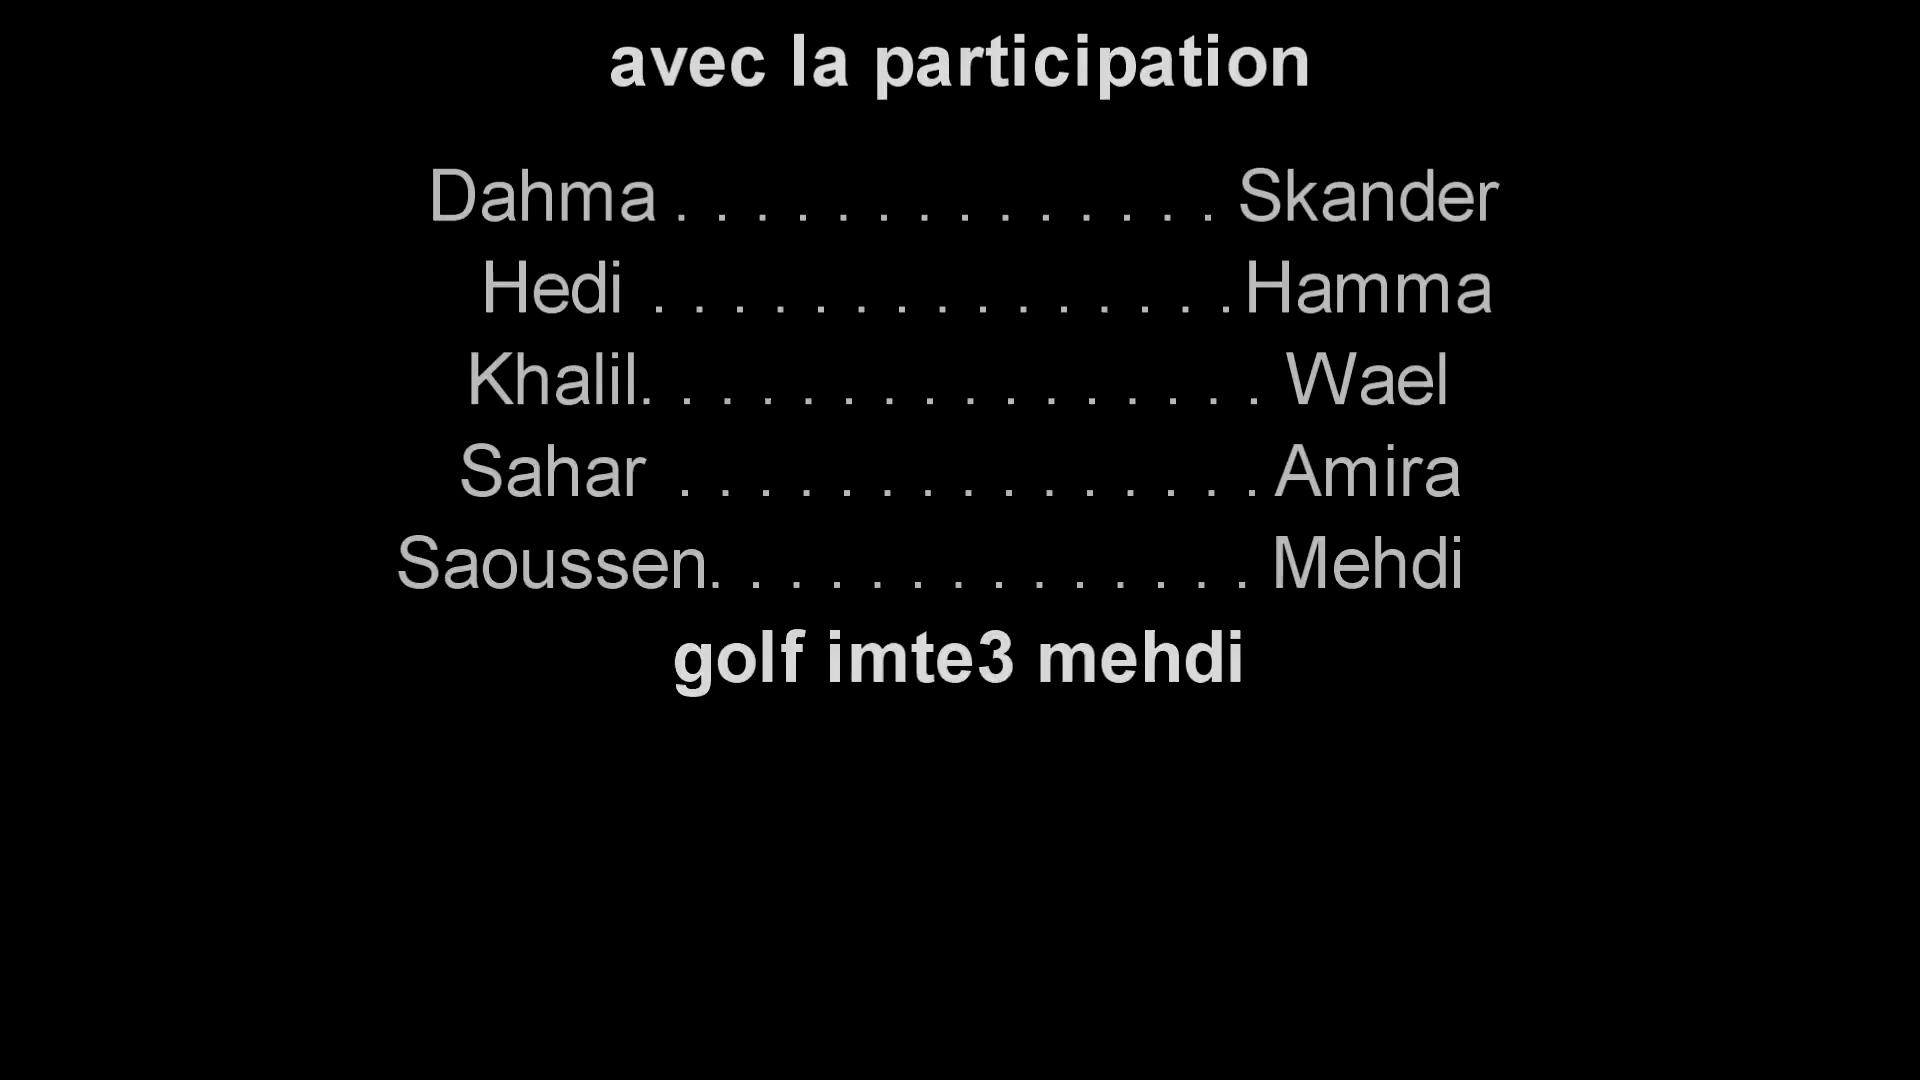 avec la participation
Dahma . . . . . . . . . . . . . . Skander
Hedi . . . . . . . . . . . . . . . Hamma
Khalil. . . . . . . . . . . . . . . . Wael
Sahar . . . . . . . . . . . . . . . Amira
Saoussen. . . . . . . . . . . . . . Mehdi
golf imte3 mehdi